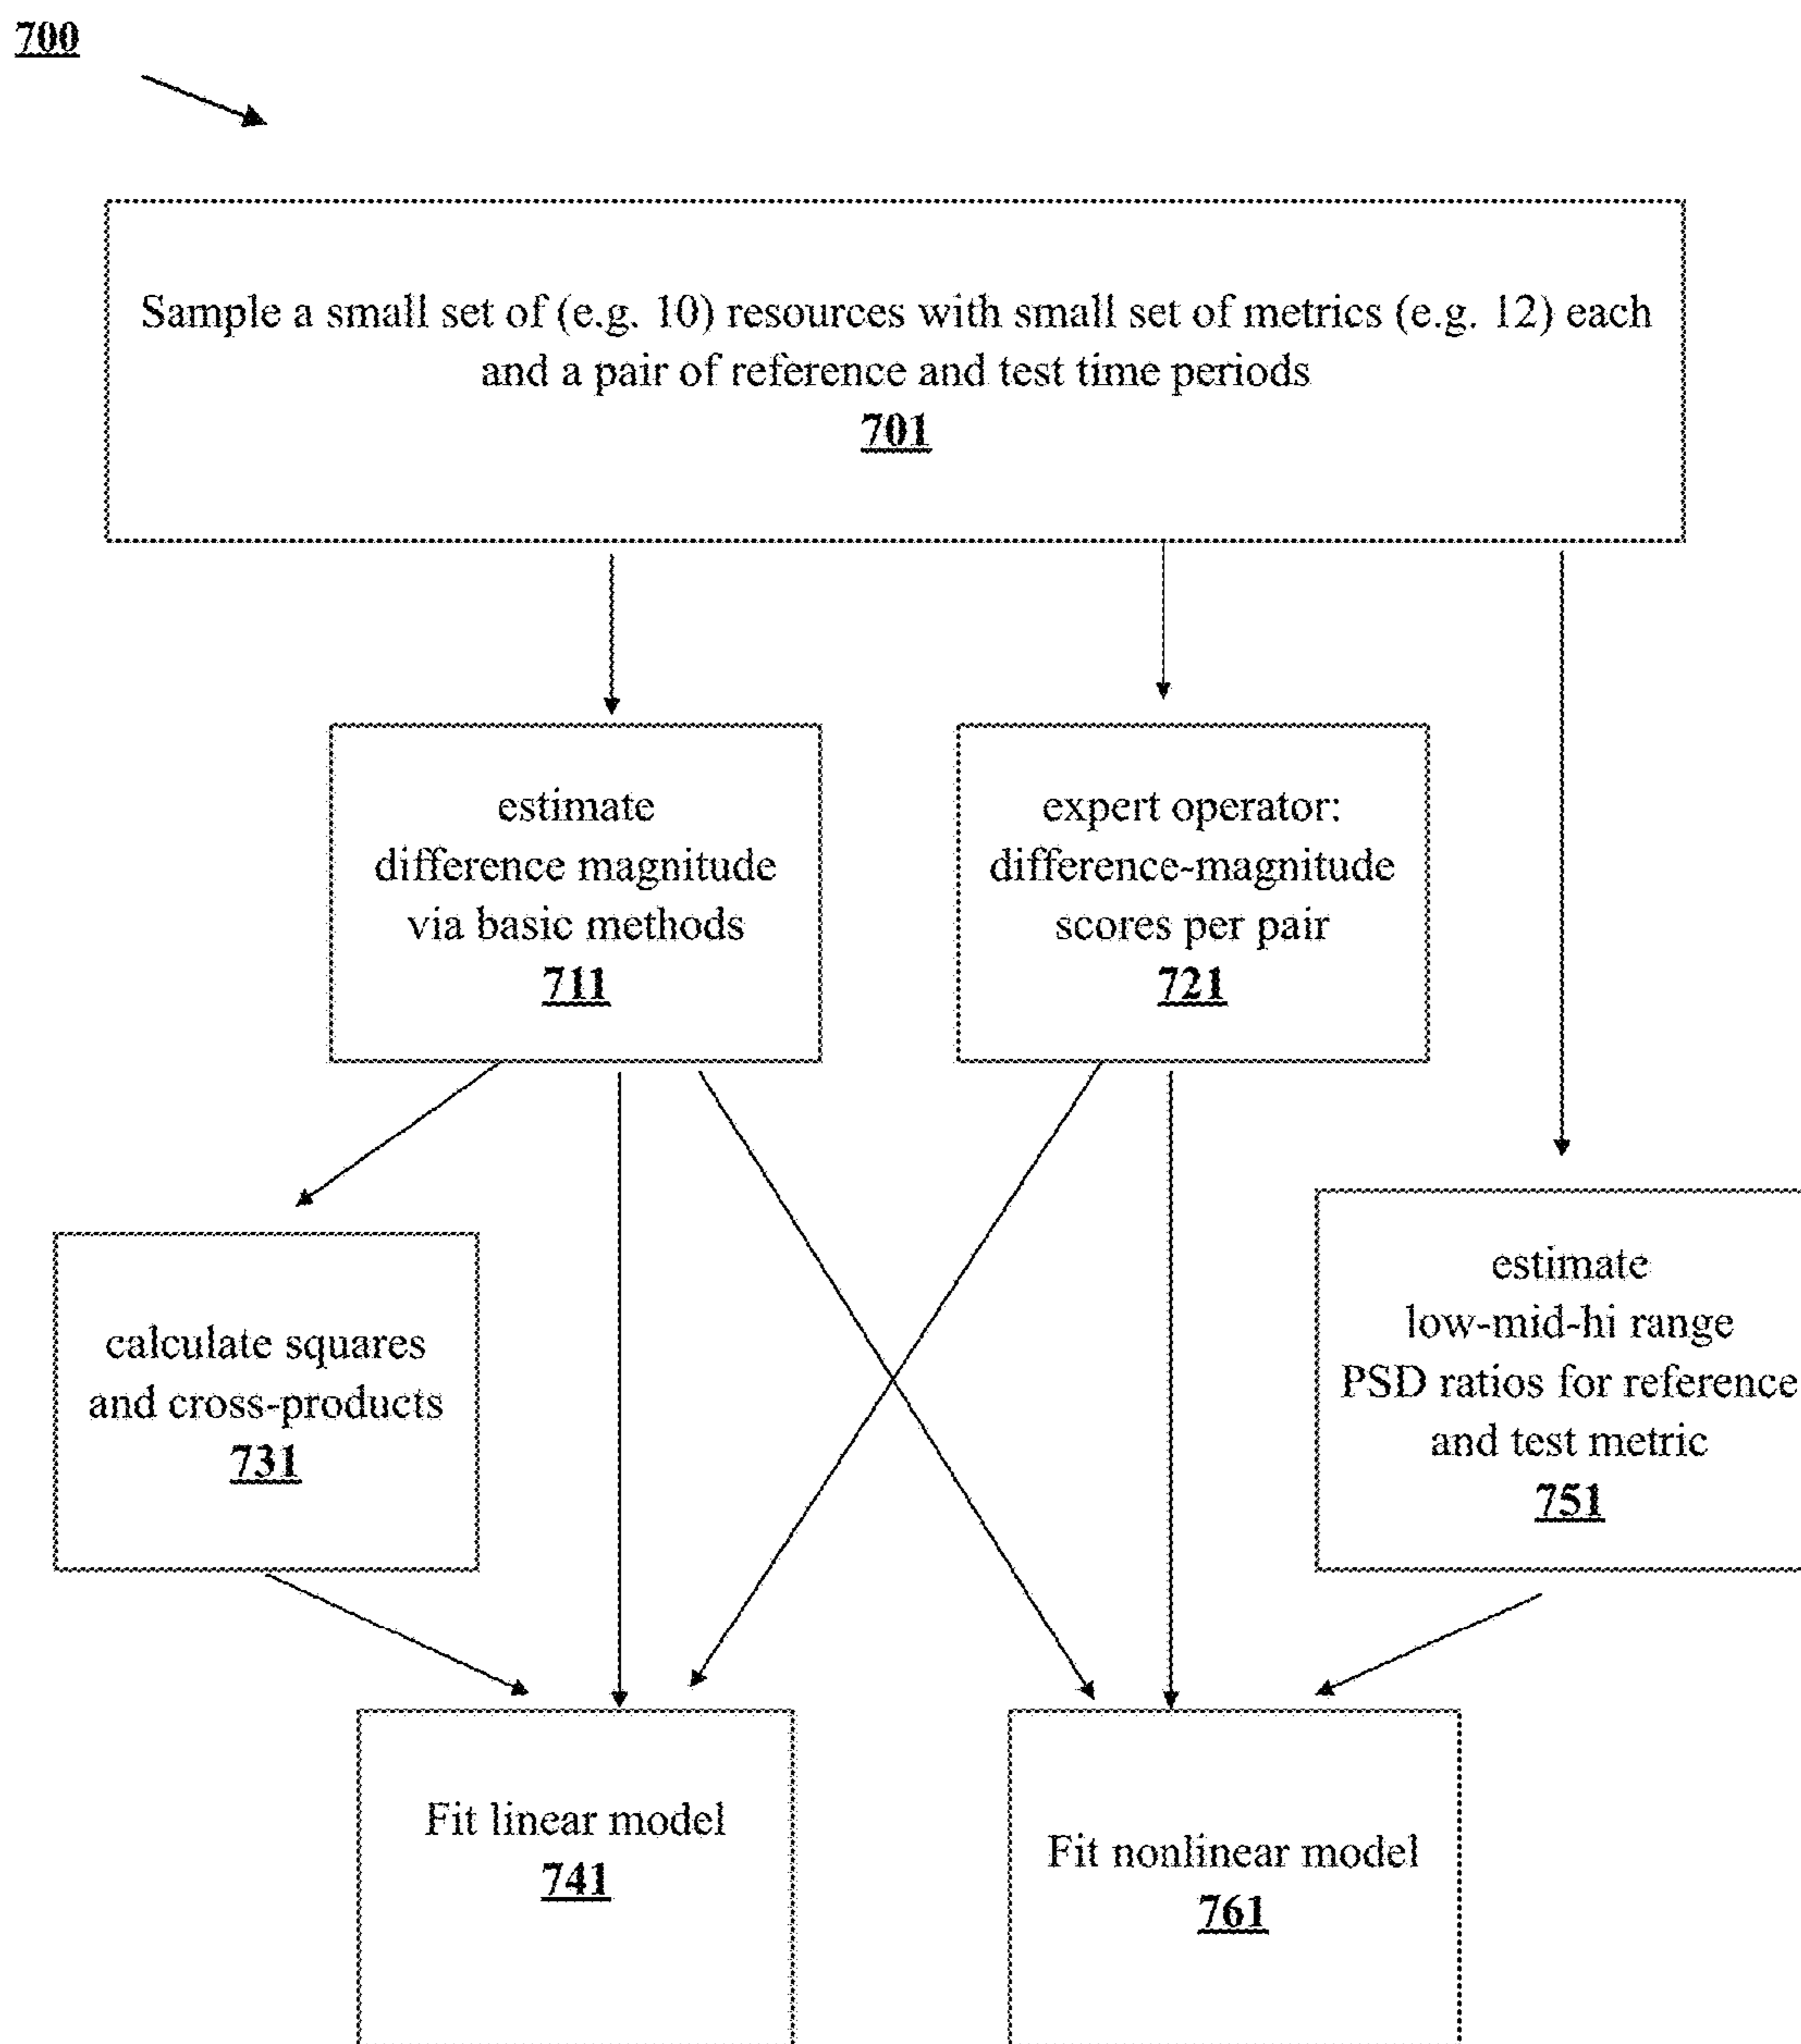 700
Sample a small set of (e.g. 10) resources with small set of metrics (e.g. 12) each
and a pair of reference and test time periods
701
estimate
difference magnitude
via basic methods
711
expert operator:
difference-magnitude
scores per pair
721
calculate squares
and cross-products
731
estimate
low-mid-hi range
PSD ratios for reference
and test metric
751
Fit linear model
741
Fit nonlinear model
761